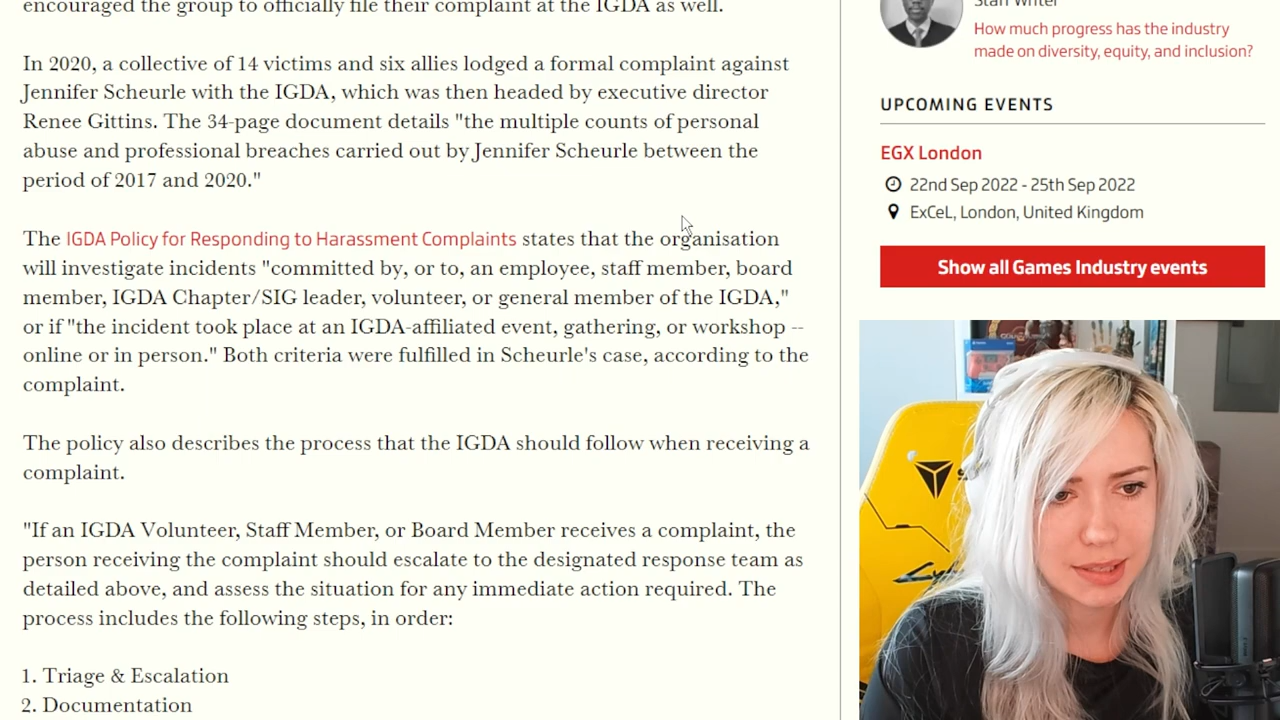 encouraged the group to officially file their complaint at the IGDA as well.
In 2020, a collective of 14 victims and six allies lodged a formal complaint against
Jennifer Scheurle with the IGDA, which was then headed by executive director
Renee Gittins. The 34-page document details "the multiple counts of personal
abuse and professional breaches carried out by Jennifer Scheurle between the
period of 2017 and 2020."
The IGDA Policy for Responding to Harassment Complaints states that the organisation
will investigate incidents "committed by, or to, an employee, staff member, board
member, IGDA Chapter/SIG leader, volunteer, or general member of the IGDA,"
or if "the incident took place at an IGDA-affiliated event, gathering, or workshop --
online or in person." Both criteria were fulfilled in Scheurle's case, according to the
complaint.
The policy also describes the process that the IGDA should follow when receiving a
complaint.
"If an IGDA Volunteer, Staff Member, or Board Member receives a complaint, the
person receiving the complaint should escalate to the designated response team as
detailed above, and assess the situation for any immediate action required. The
process includes the following steps, in order:
1. Triage & Escalation
2. Documentation
Staff Writer
How much progress has the industry
made on diversity, equity, and inclusion?
UPCOMING EVENTS
EGX London
22nd Sep 2022 - 25th Sep 2022
ExCeL, London, United Kingdom
Show all Games Industry events